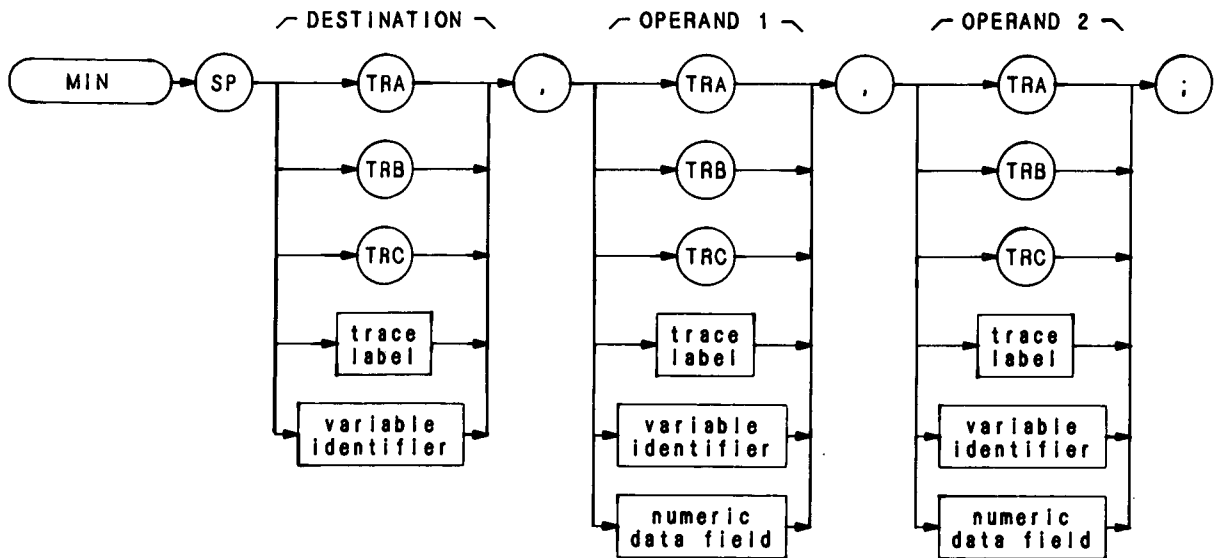 DESTINATION OPERAND 1 OPERAND 2
MIN SP TRA , TRA , TRA ;
TRB TRB TRB
TRC TRC TRC
trace label trace label trace label
variable identifier variable identifier variable identifier
numeric data field numeric data field